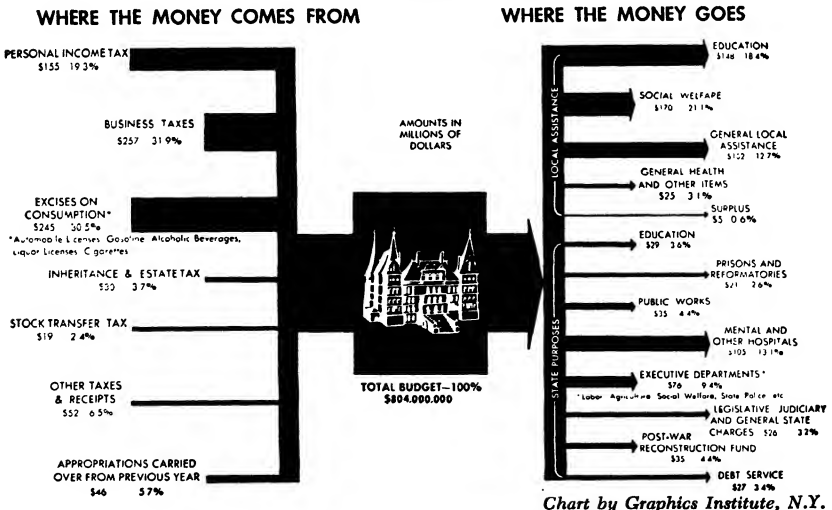 WHERE THE MONEY COMES FROM
PERSONAL INCOME TAX
$155 19.3%
BUSINESS TAXES
$257 31.9%
EXCISES ON
CONSUMPTION*
$245 30.5%
*Automobile Licenses, Gasoline, Alcoholic Beverages,
Liquor Licenses, Cigarettes
INHERITANCE & ESTATE TAX
$30 3.7%
STOCK TRANSFER TAX
$19 2.4%
OTHER TAXES
& RECEIPTS
$52 6.5%
APPROPRIATIONS CARRIED
OVER FROM PREVIOUS YEAR
$46 5.7%
AMOUNTS IN
MILLIONS OF
DOLLARS
TOTAL BUDGET—100%
$804.000.000
WHERE THE MONEY GOES
LOCAL ASSISTANCE
EDUCATION
$148 18.4%
SOCIAL WELFARE
$170 21.1%
GENERAL LOCAL
ASSISTANCE
$102 12.7%
GENERAL HEALTH
AND OTHER ITEMS
$25 3.1%
SURPLUS
$5 0.6%
STATE PURPOSES
EDUCATION
$29 3.6%
PRISONS AND
REFORMATORIES
$21 2.6%
PUBLIC WORKS
$35 4.4%
MENTAL AND
OTHER HOSPITALS
$105 13.1%
EXECUTIVE DEPARTMENTS*
$76 9.4%
*Labor, Agriculture, Social Welfare, State Police, etc.
LEGISLATIVE JUDICIARY
AND GENERAL STATE
CHARGES $26 3.2%
POST-WAR
RECONSTRUCTION FUND
$35 4.4%
DEBT SERVICE
$27 3.4%
Chart by Graphics Institute, N.Y.